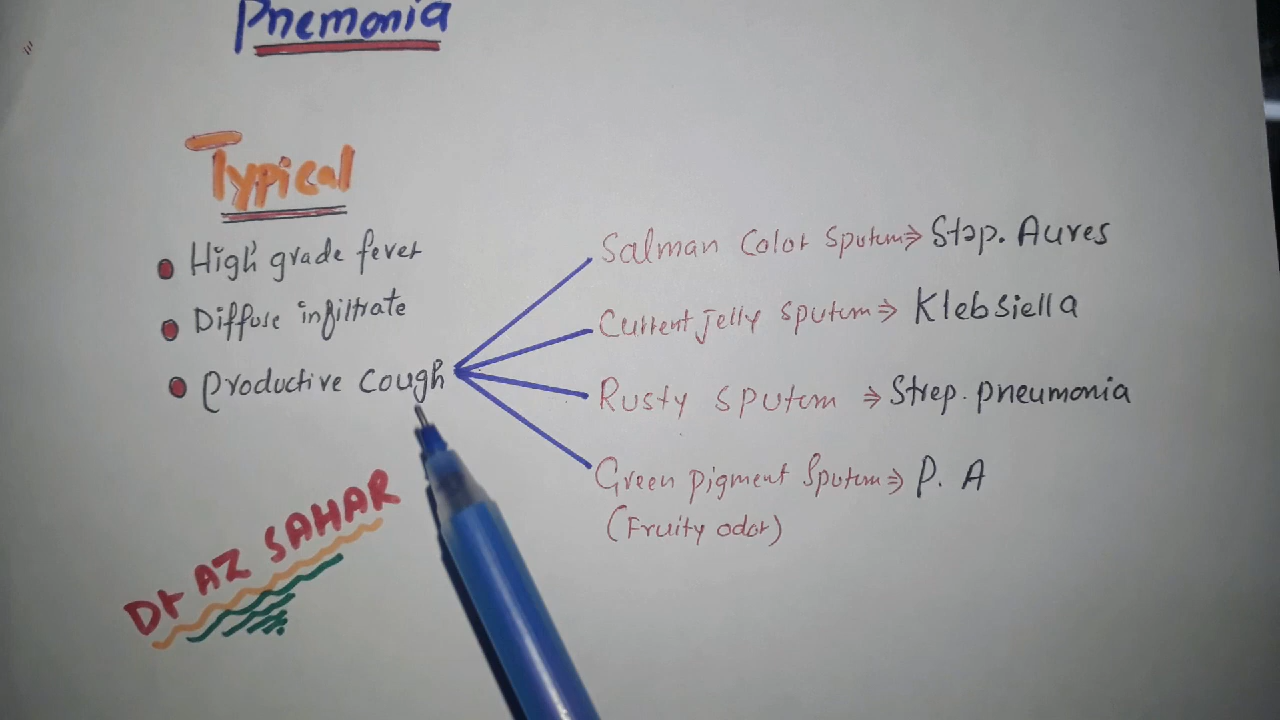 Pnemonia
Typical
High grade fever
Diffuse infiltrate
Productive Cough
Salman Color Sputum ⇒ Stap. Aures
Current jelly Sputum ⇒ Klebsiella
Rusty Sputum ⇒ Strep. pneumonia
Green pigment Sputum ⇒ P. A
(Fruity odor)
Dr AZ SAHAR